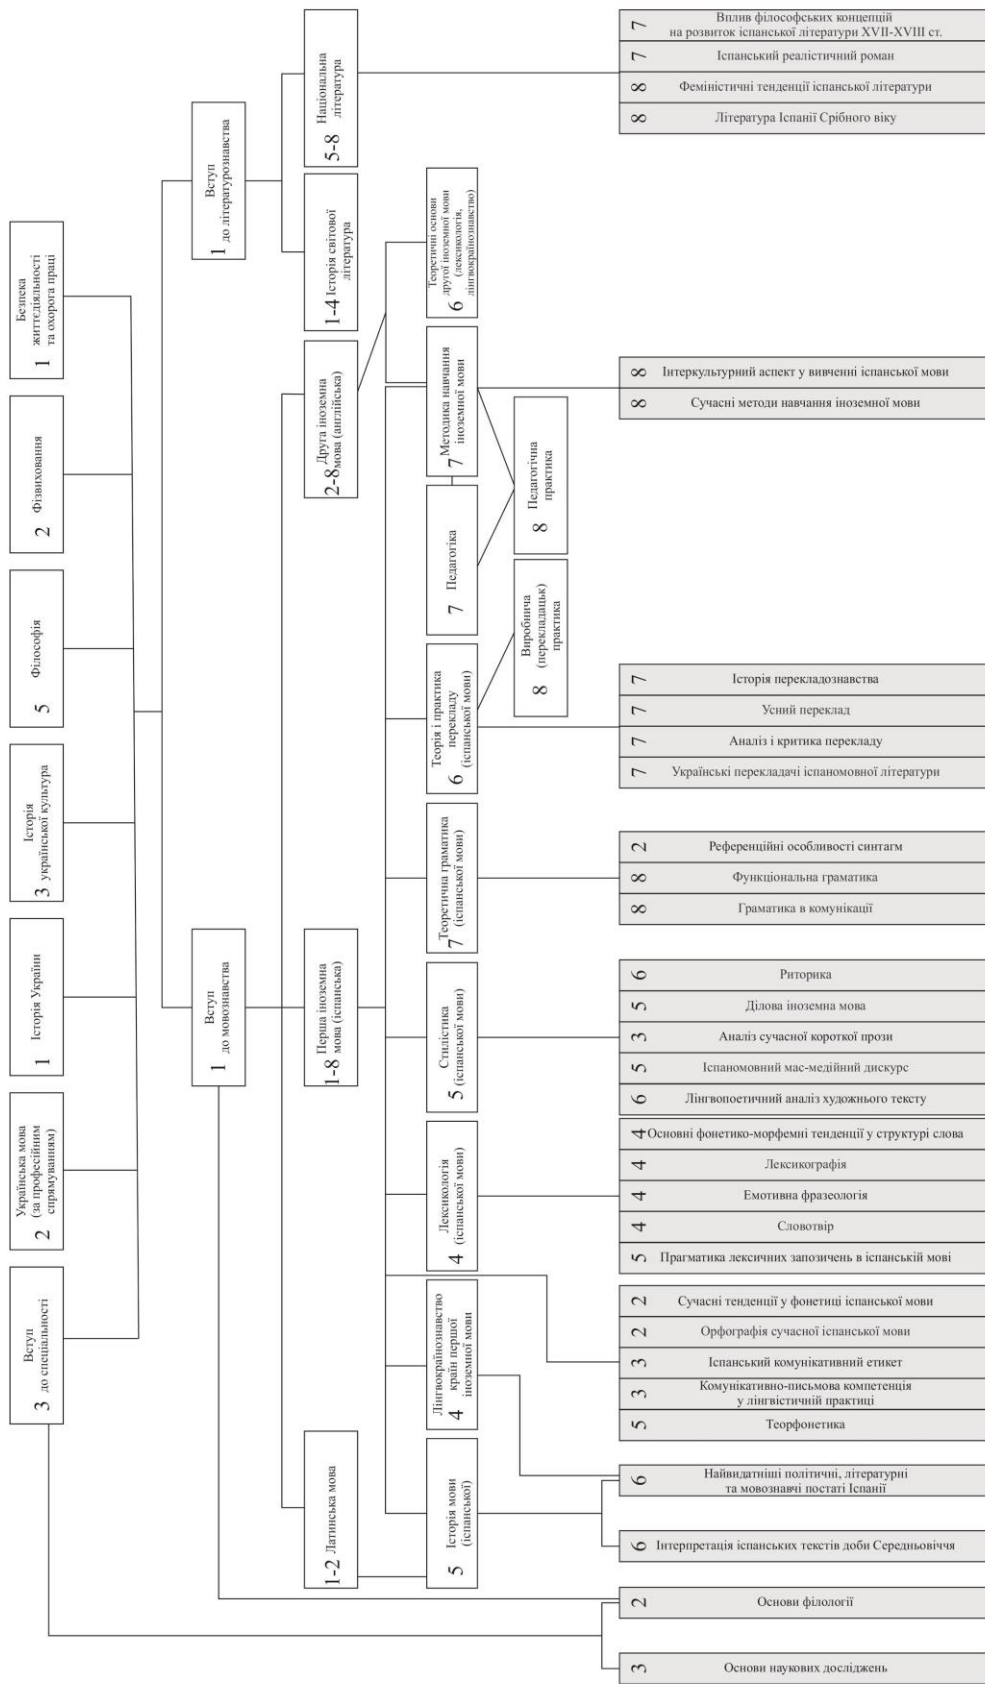 Безпека
життєдіяльності
та охорога праці
1
Фізвиховання
2
Філософія
5
Історія
української культура
3
Історія України
1
Українська мова
(за професійним
спрямуванням)
2
Вступ
до спеціальності
3
Вступ
до літературознавства
1
Вступ
до мовознавства
1
Національна
література
5-8
Історія світової
література
1-4
Друга іноземна
мова (англійська)
2-8
Перша іноземна
мова (іспанська)
1-8
Латинська мова
1-2
Теоретичні основи
другої іноземної мови
(лексикологія,
лінгвокраїнознавство)
6
Методика навчання
іноземної мови
7
Педагогіка
7
Теорія і практика
перекладу
(іспанської мови)
6
Теоретична граматика
(іспанської мови)
7
Стилістика
(іспанської мови)
5
Лексикологія
(іспанської мови)
4
Лінгвокраїнознавство
країн першої
іноземної мови
4
Історія мови
(іспанської)
5
Педагогічна
практика
8
Виробнича
(перекладацьк)
практика
8
7 Вплив філософських концепцій
на розвиток іспанської літератури XVII-XVIII ст.
7 Іспанський реалістичний роман
8 Феміністичні тенденції іспанської літератури
8 Література Іспанії Срібного віку
8 Інтеркультурний аспект у вивченні іспанської мови
8 Сучасні методи навчання іноземної мови
7 Історія перекладознавства
7 Усний переклад
7 Аналіз і критика перекладу
7 Українські перекладачі іспаномовної літератури
2 Референційні особливості синтагм
8 Функціональна граматика
8 Граматика в комунікації
6 Риторика
5 Ділова іноземна мова
3 Аналіз сучасної короткої прози
5 Іспаномовний мас-медійний дискурс
6 Лінгвопоетичний аналіз художнього тексту
4 Основні фонетико-морфемні тенденції у структурі слова
4 Лексикографія
4 Емотивна фразеологія
4 Словотвір
5 Прагматика лексичних запозичень в іспанській мові
2 Сучасні тенденції у фонетиці іспанської мови
2 Орфографія сучасної іспанської мови
3 Іспанський комунікативний етикет
3 Комунікативно-письмова компетенція
у лінгвістичній практиці
5 Теорфонетика
6 Найвидатніші політичні, літературні
та мовознавчі постаті Іспанії
6 Інтерпретація іспанських текстів доби Середньовіччя
2 Основи філології
3 Основи наукових досліджень